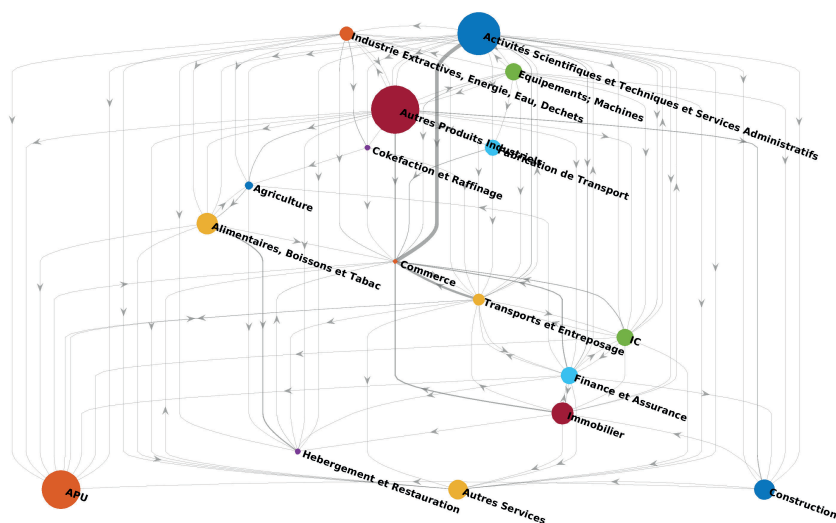 Industrie Extractives, Energie, Eau, Dechets
Activités Scientifiques et Techniques et Services Administratifs
Equipements; Machines
Autres Produits Industriels
Cokefaction et Raffinage
Fabrication de Transport
Agriculture
Alimentaires, Boissons et Tabac
Commerce
Transports et Entreposage
IC
Finance et Assurance
Immobilier
Hebergement et Restauration
APU
Autres Services
Construction